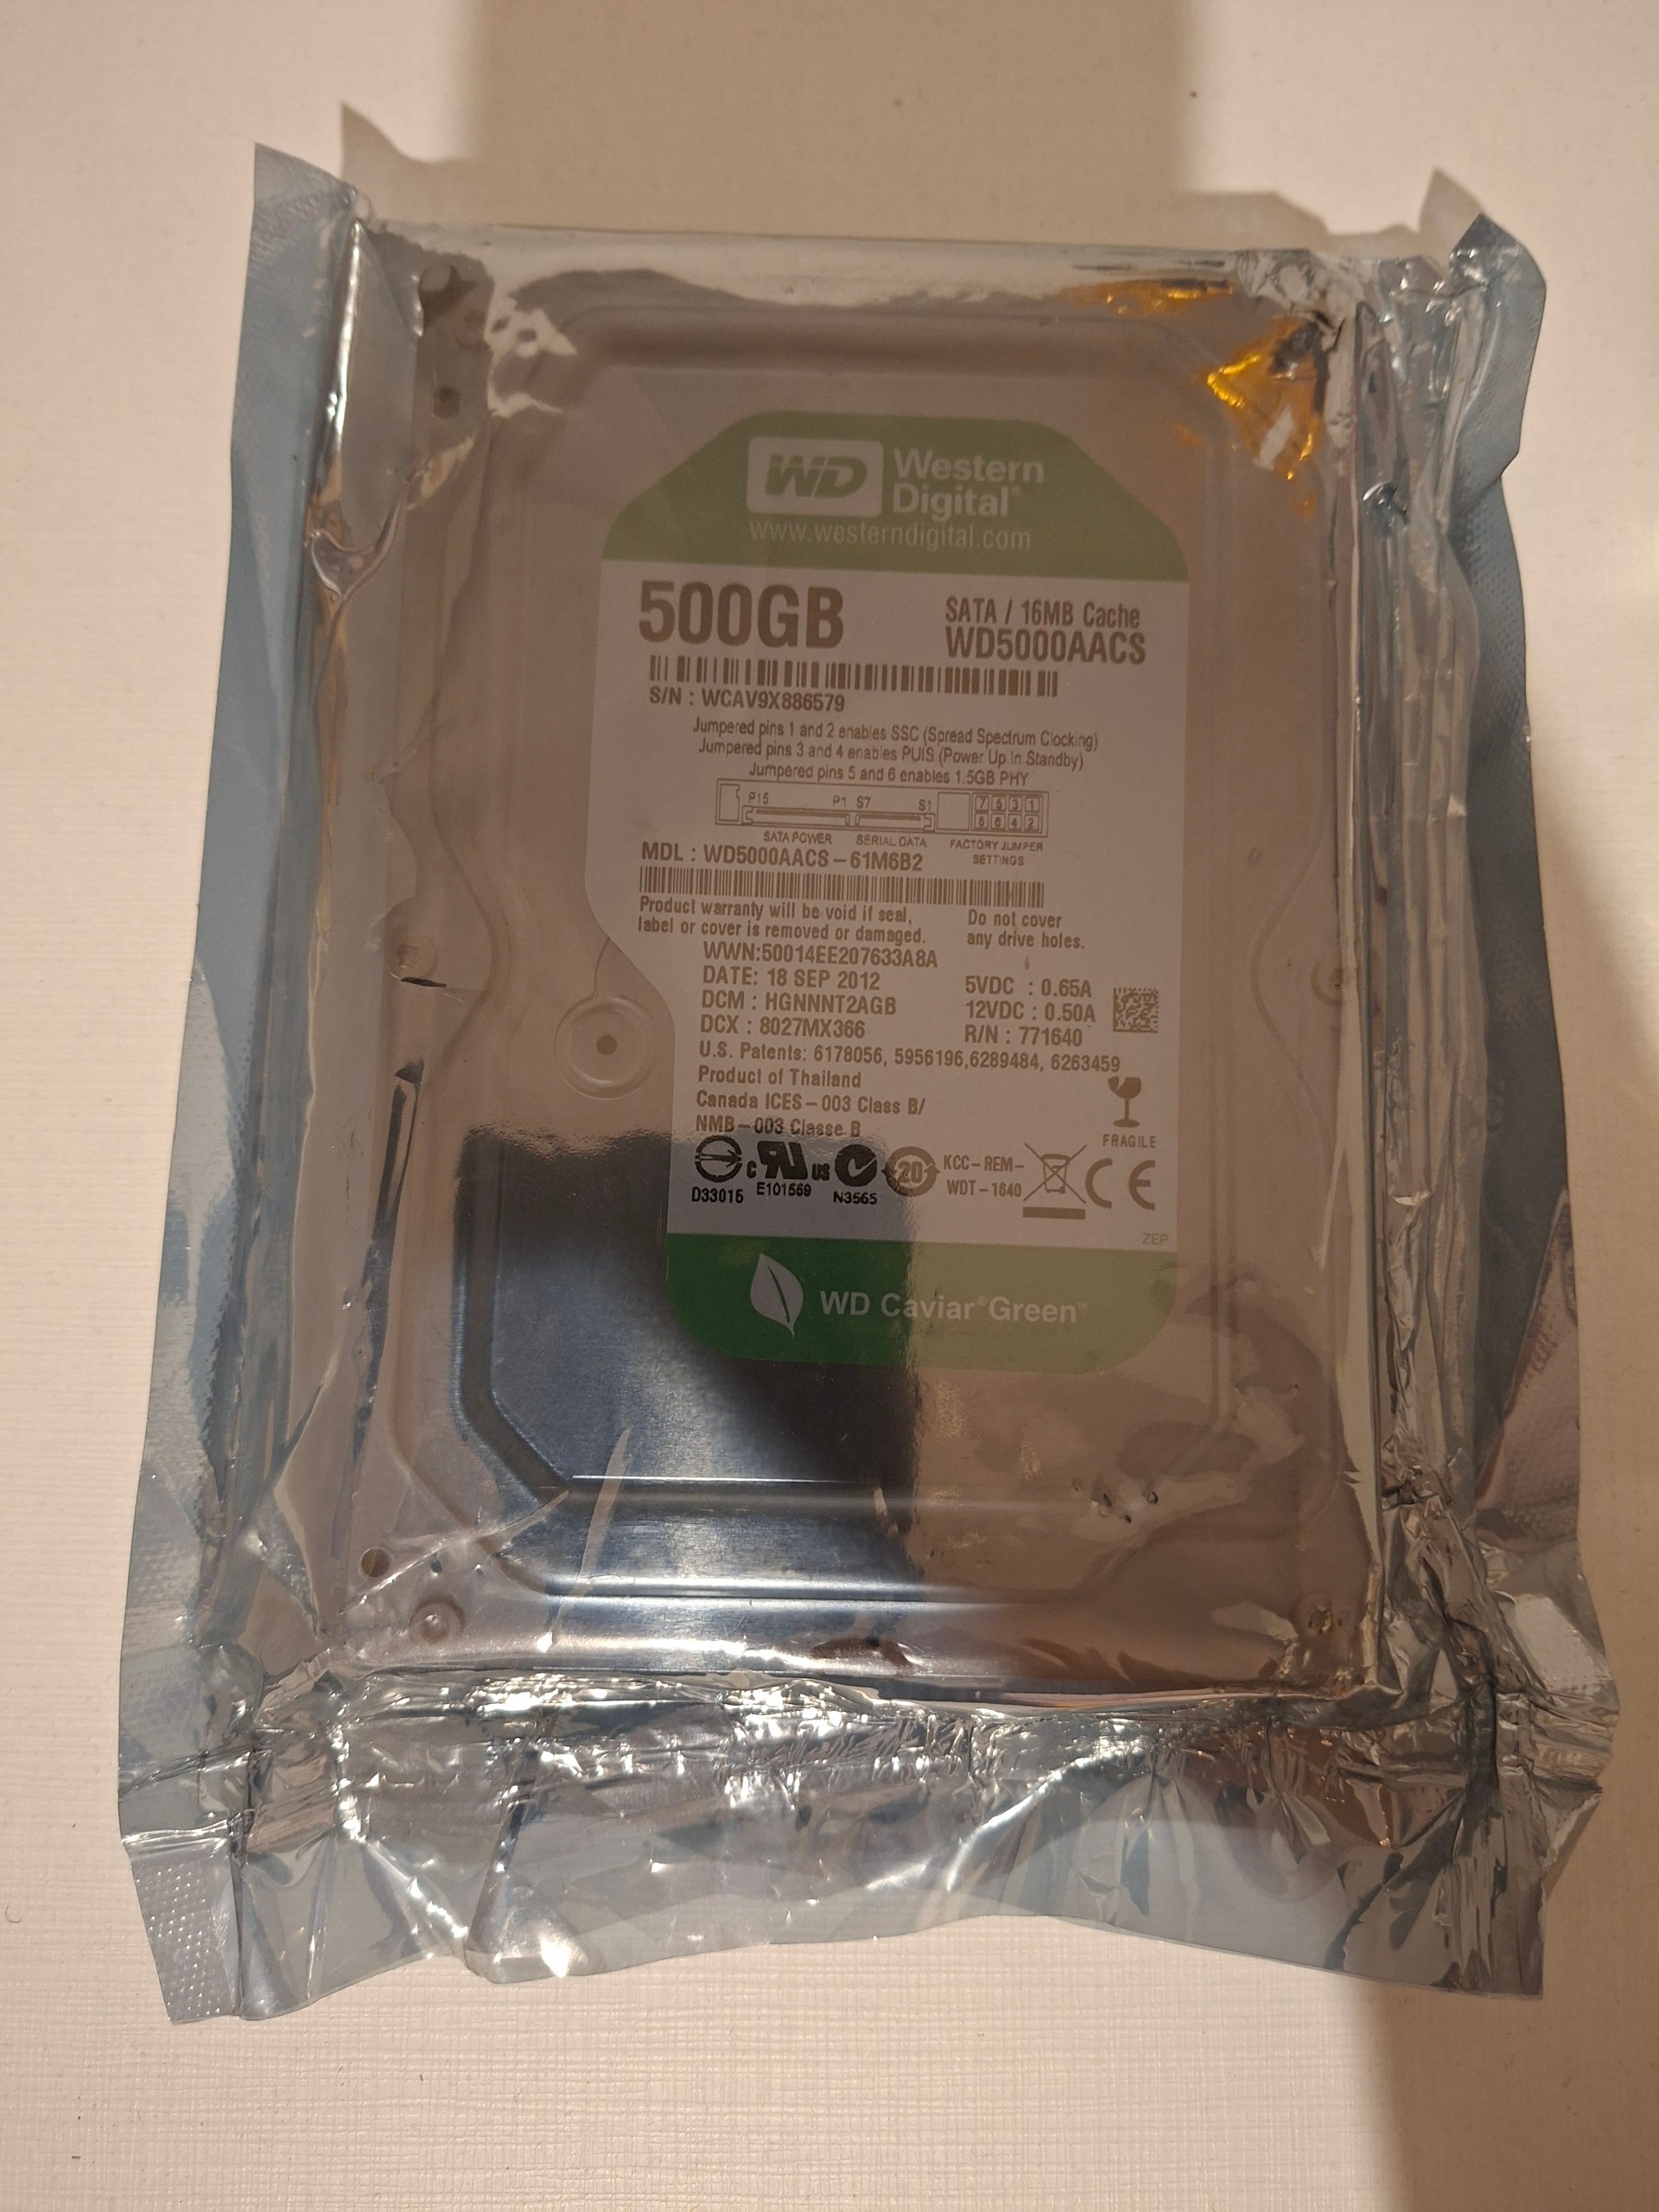 WD Western
Digital®
www.westerndigital.com
500GB
SATA / 16MB Cache
WD5000AACS
S/N : WCAV9X886579
Jumpered pins 1 and 2 enables SSC (Spread Spectrum Clocking)
Jumpered pins 3 and 4 enables PUIS (Power Up In Standby)
Jumpered pins 5 and 6 enables 1.5GB PHY
P15 P1 S7 S1 7 5 3 1
8 6 4 2
SATA POWER SERIAL DATA FACTORY JUMPER
SETTINGS
MDL : WD5000AACS – 61M6B2
Product warranty will be void if seal,
label or cover is removed or damaged.
Do not cover
any drive holes.
WWN:50014EE207633A8A
DATE: 18 SEP 2012
DCM : HGNNNT2AGB
DCX : 8027MX366
5VDC : 0.65A
12VDC : 0.50A
R/N : 771640
U.S. Patents: 6178056, 5956196,6289484, 6263459
Product of Thailand
Canada ICES – 003 Class B/
NMB – 003 Classe B
FRAGILE
D33015
c RU us
E101559
N3565
20
KCC – REM –
WDT – 1640
CE
ZEP
WD Caviar® Green™